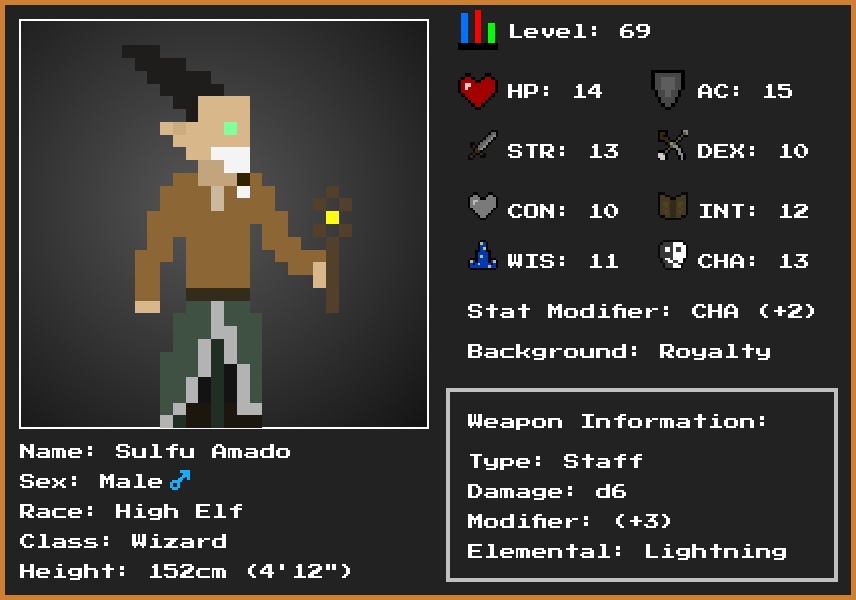 Level: 69
HP: 14
AC: 15
STR: 13
DEX: 10
CON: 10
INT: 12
WIS: 11
CHA: 13
Stat Modifier: CHA (+2)
Background: Royalty
Weapon Information:
Type: Staff
Damage: d6
Modifier: (+3)
Elemental: Lightning
Name: Sulfu Amado
Sex: Male♂
Race: High Elf
Class: Wizard
Height: 152cm (4'12")